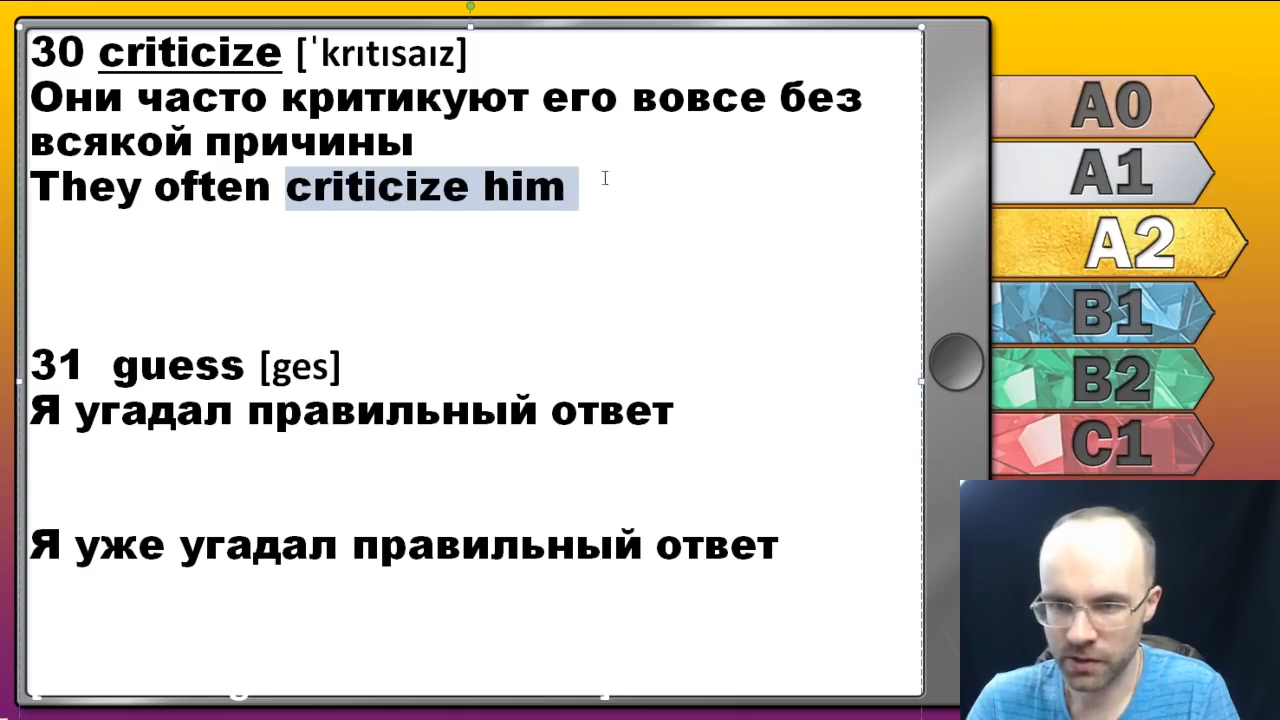 30 criticize [ˈkrıtısaız]
Они часто критикуют его вовсе без
всякой причины
They often criticize him
31 guess [ges]
Я угадал правильный ответ
Я уже угадал правильный ответ
A0
A1
A2
B1
B2
C1